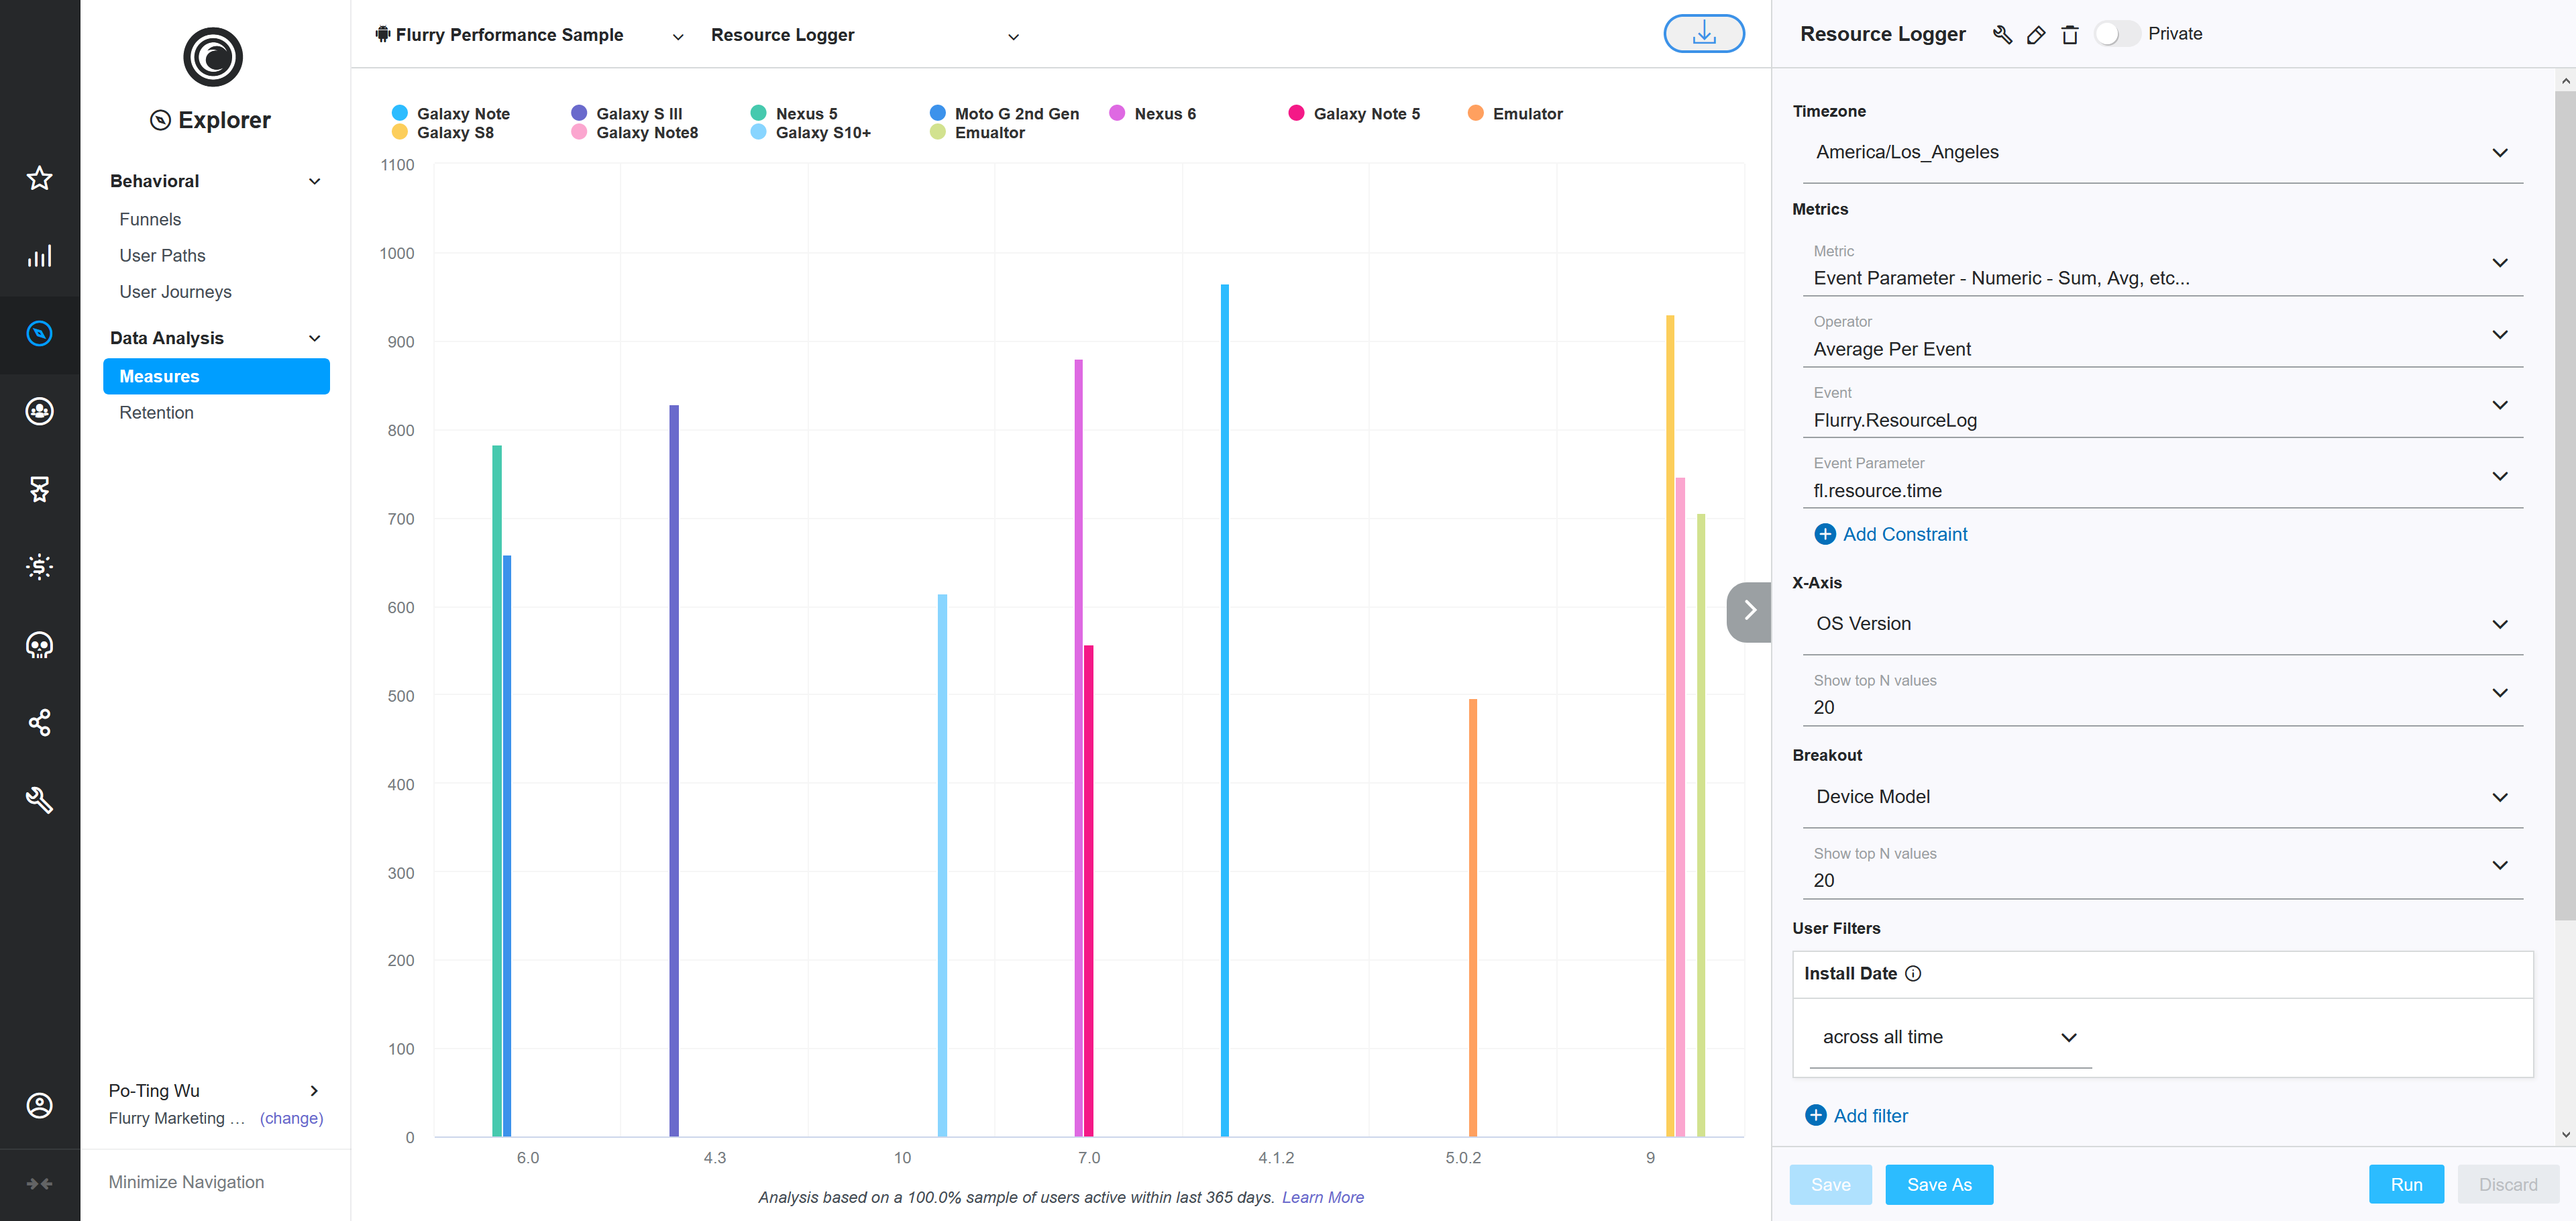 Explorer
Behavioral
Funnels
User Paths
User Journeys
Data Analysis
Measures
Retention
Po-Ting Wu
Flurry Marketing ... (change)
Minimize Navigation
Flurry Performance Sample
Resource Logger
Galaxy Note Galaxy S III Nexus 5 Moto G 2nd Gen Nexus 6 Galaxy Note 5 Emulator
Galaxy S8 Galaxy Note8 Galaxy S10+ Emualtor
1100
1000
900
800
700
600
500
400
300
200
100
0
6.0 4.3 10 7.0 4.1.2 5.0.2 9
Analysis based on a 100.0% sample of users active within last 365 days. Learn More
Resource Logger Private
Timezone
America/Los_Angeles
Metrics
Metric
Event Parameter - Numeric - Sum, Avg, etc...
Operator
Average Per Event
Event
Flurry.ResourceLog
Event Parameter
fl.resource.time
Add Constraint
X-Axis
OS Version
Show top N values
20
Breakout
Device Model
Show top N values
20
User Filters
Install Date
across all time
Add filter
Save Save As Run Discard